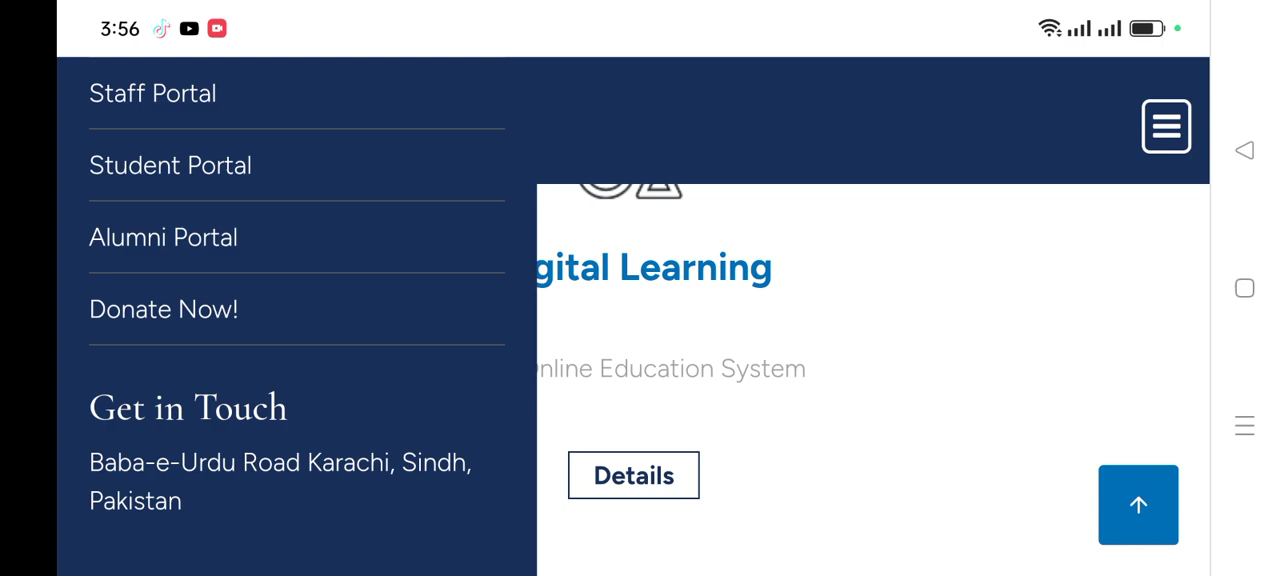 3:56
Staff Portal
Student Portal
Alumni Portal
Donate Now!
Get in Touch
Baba-e-Urdu Road Karachi, Sindh,
Pakistan
gital Learning
nline Education System
Details